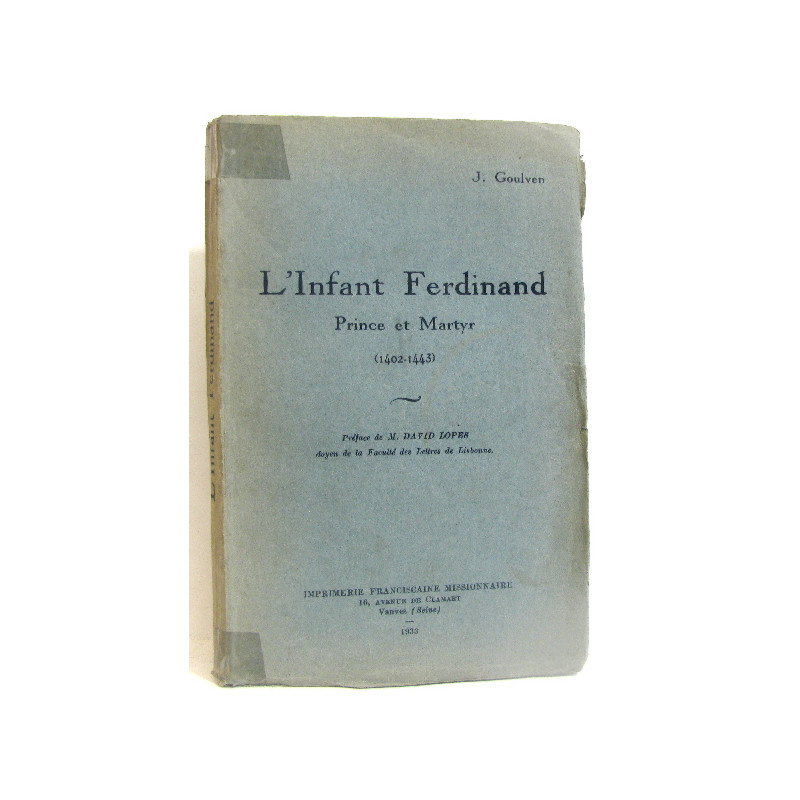 J. Goulven
L'Infant Ferdinand
Prince et Martyr
(1402-1443)
Préface de M. DAVID LOPES
doyen de la Faculté des Lettres de Lisbonne.
IMPRIMERIE FRANCISCAINE MISSIONNAIRE
16, AVENUE DE CLAMART
Vanves (Seine)
1932
L'Infant Ferdinand